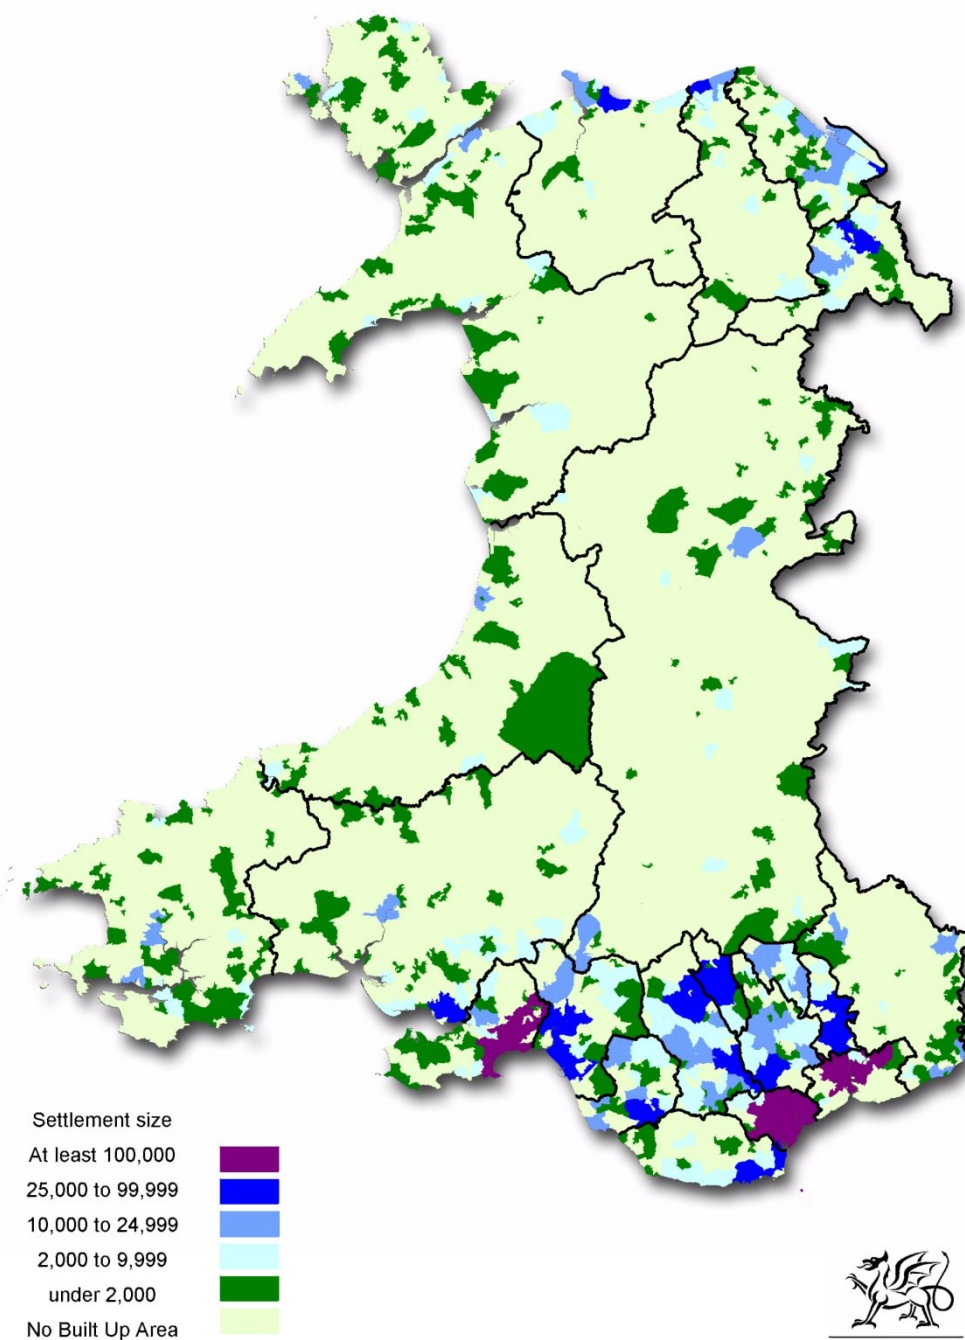 Settlement size
At least 100,000
25,000 to 99,999
10,000 to 24,999
2,000 to 9,999
under 2,000
No Built Up Area